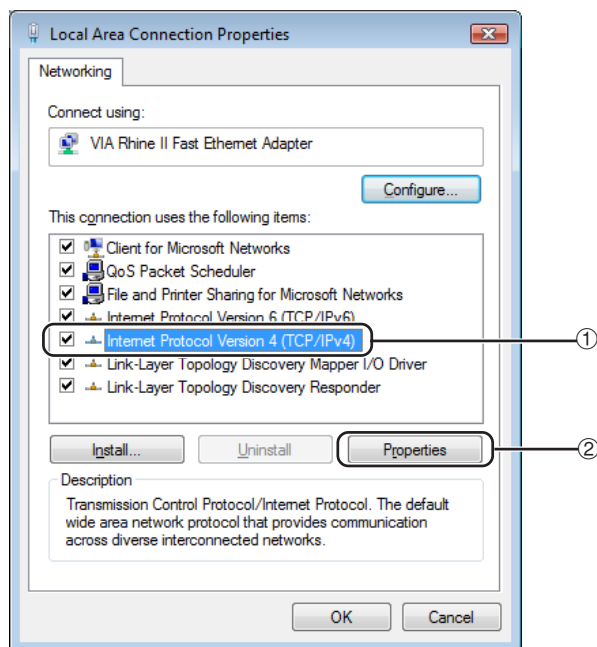 Local Area Connection Properties
Networking
Connect using:
VIA Rhine II Fast Ethernet Adapter
Configure...
This connection uses the following items:
Client for Microsoft Networks
QoS Packet Scheduler
File and Printer Sharing for Microsoft Networks
Internet Protocol Version 6 (TCP/IPv6)
Internet Protocol Version 4 (TCP/IPv4)
①
Link-Layer Topology Discovery Mapper I/O Driver
Link-Layer Topology Discovery Responder
Install...
Uninstall
Properties
②
Description
Transmission Control Protocol/Internet Protocol. The default
wide area network protocol that provides communication
across diverse interconnected networks.
OK
Cancel